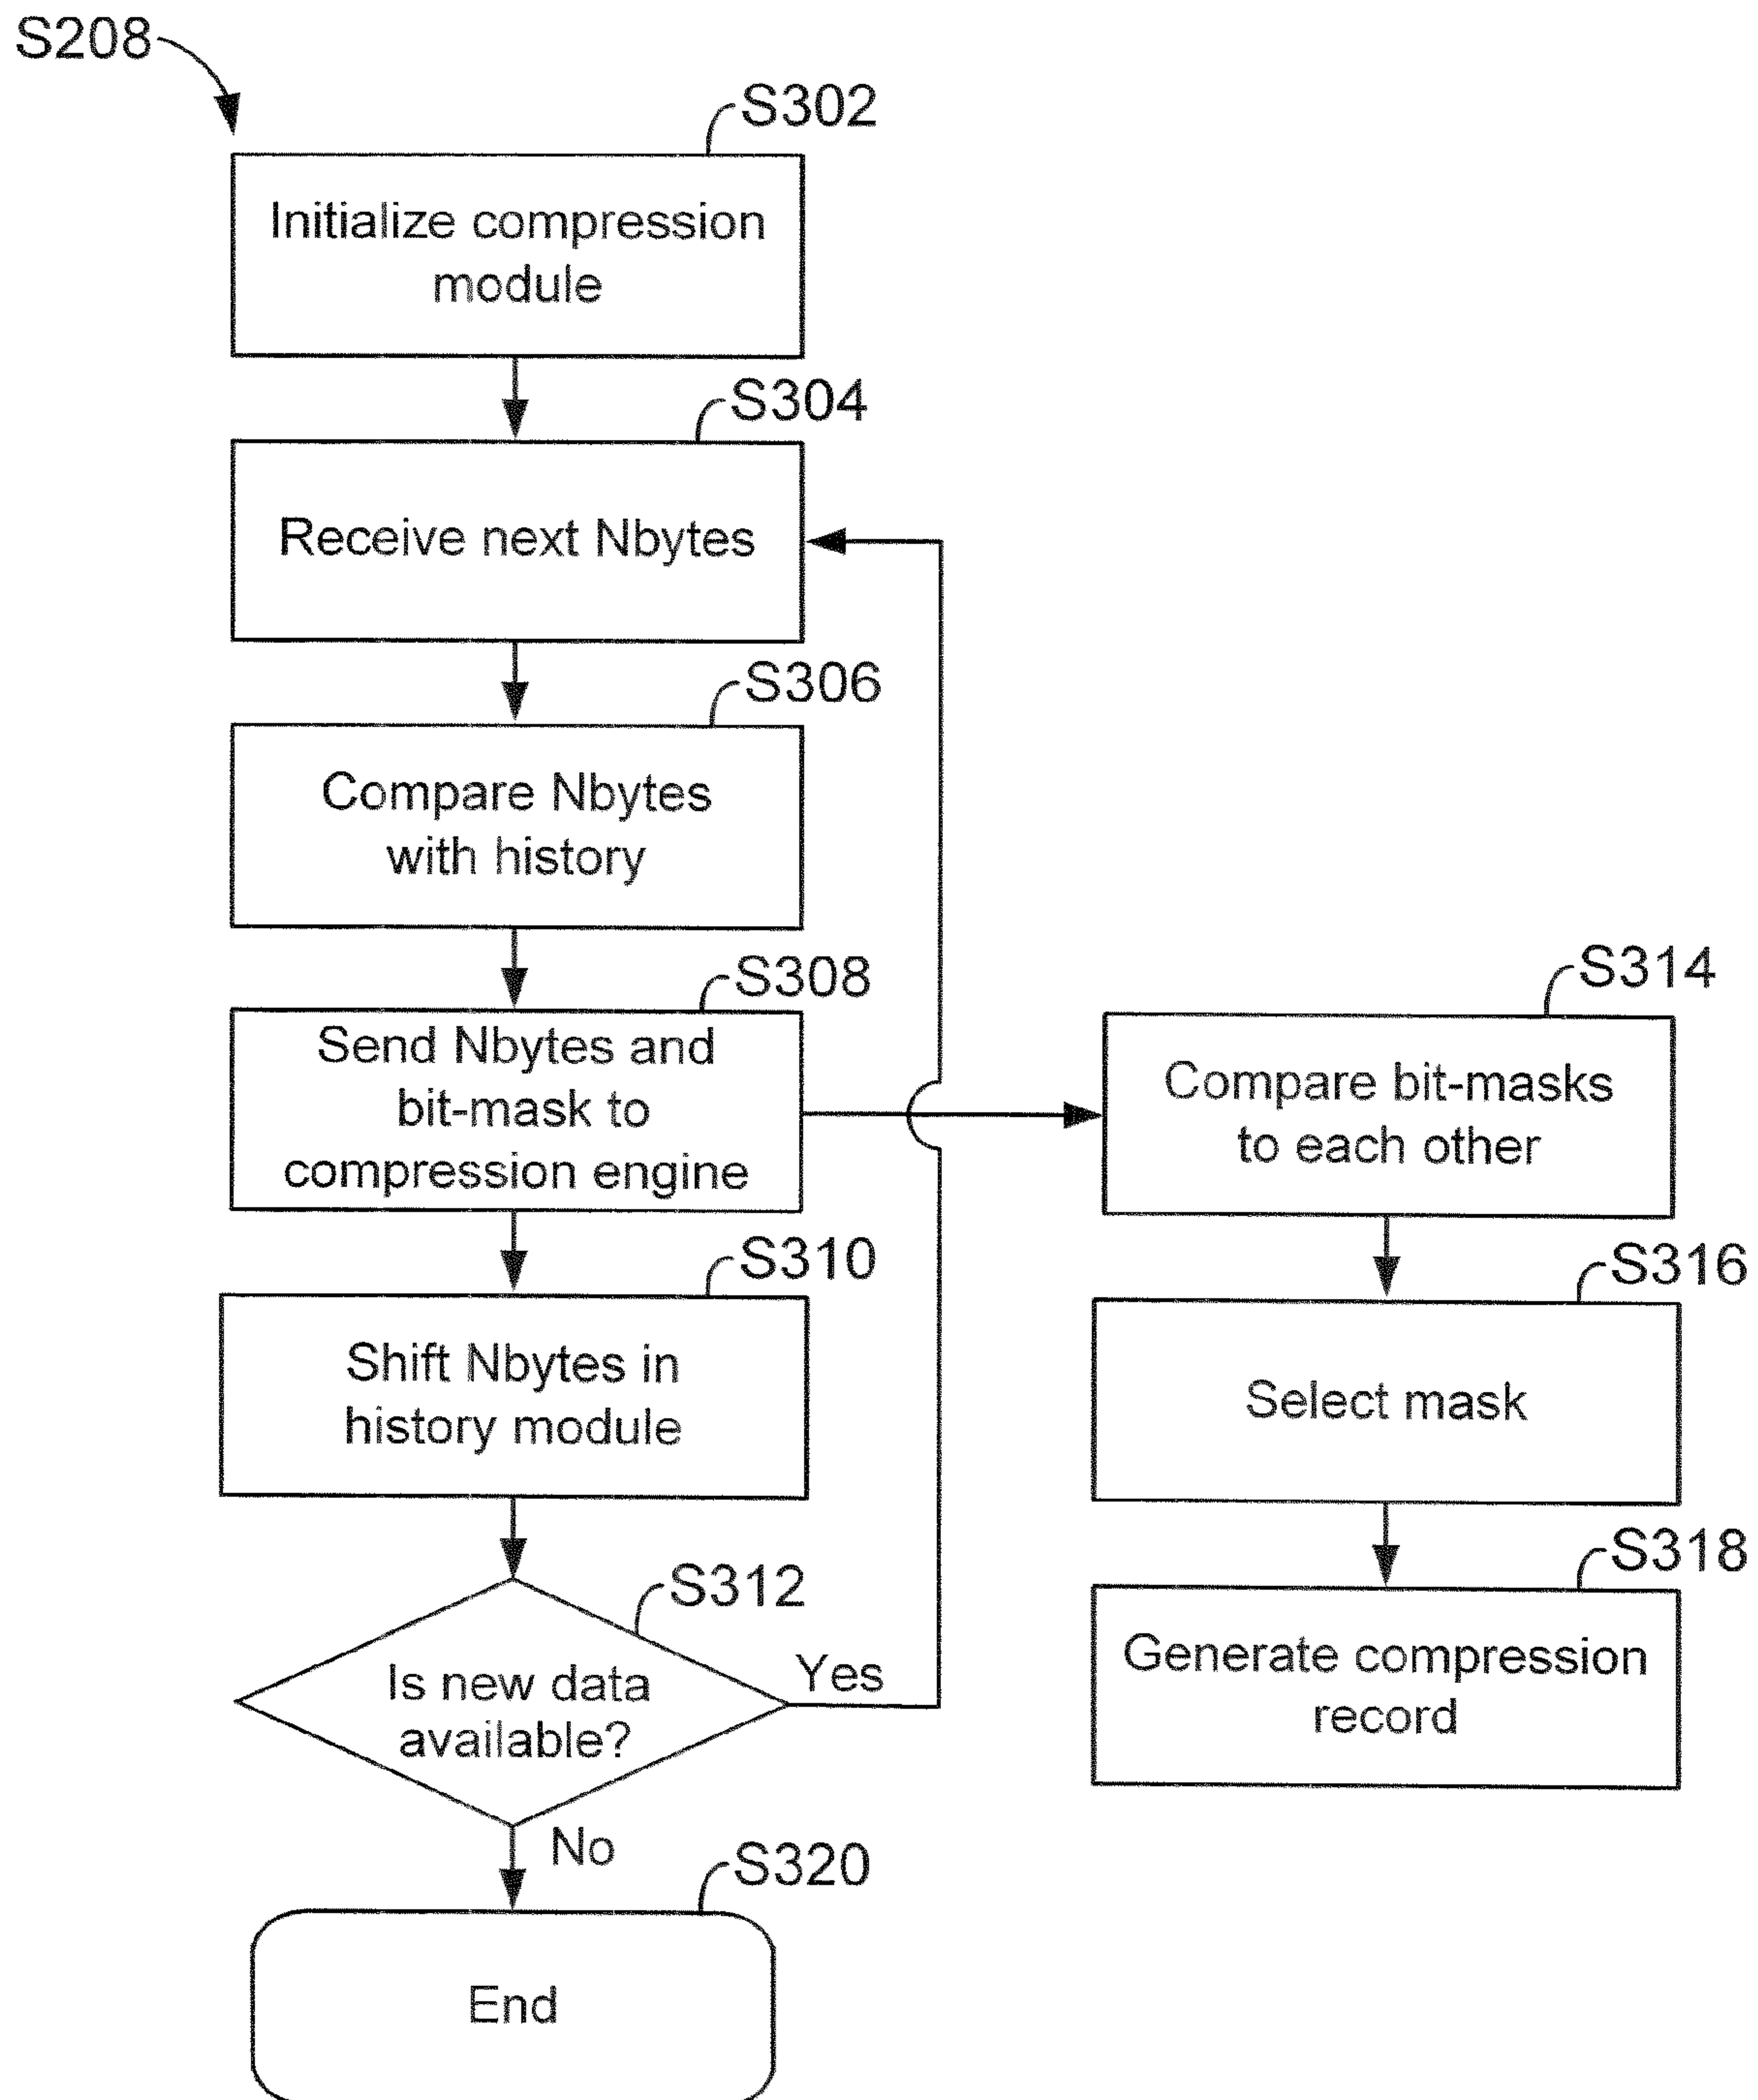 S208
S302
Initialize compression
module
S304
Receive next Nbytes
S306
Compare Nbytes
with history
S308
Send Nbytes and
bit-mask to
compression engine
S310
Shift Nbytes in
history module
S312
Is new data
available?
Yes
No
S320
End
S314
Compare bit-masks
to each other
S316
Select mask
S318
Generate compression
record